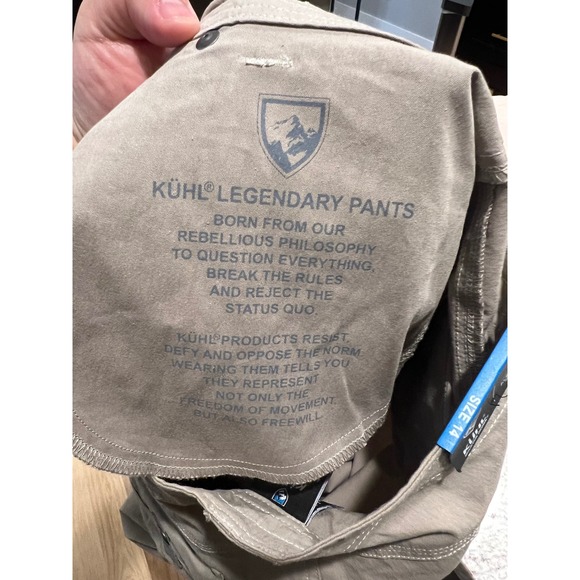 KÜHL® LEGENDARY PANTS
BORN FROM OUR
REBELLIOUS PHILOSOPHY
TO QUESTION EVERYTHING,
BREAK THE RULES
AND REJECT THE
STATUS QUO.
KÜHL® PRODUCTS RESIST,
DEFY AND OPPOSE THE NORM.
WEARING THEM TELLS YOU
THEY REPRESENT
NOT ONLY THE
FREEDOM OF MOVEMENT,
BUT ALSO FREEWILL.
SIZE 14
KÜHL